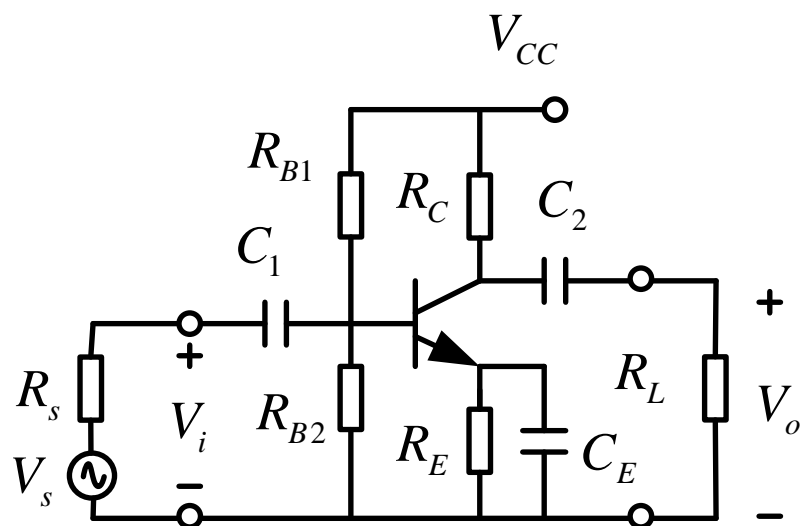 V_CC
R_B1
R_C
C_2
C_1
+
+
R_s
V_i
R_B2
R_E
C_E
R_L
V_o
V_s
−
−